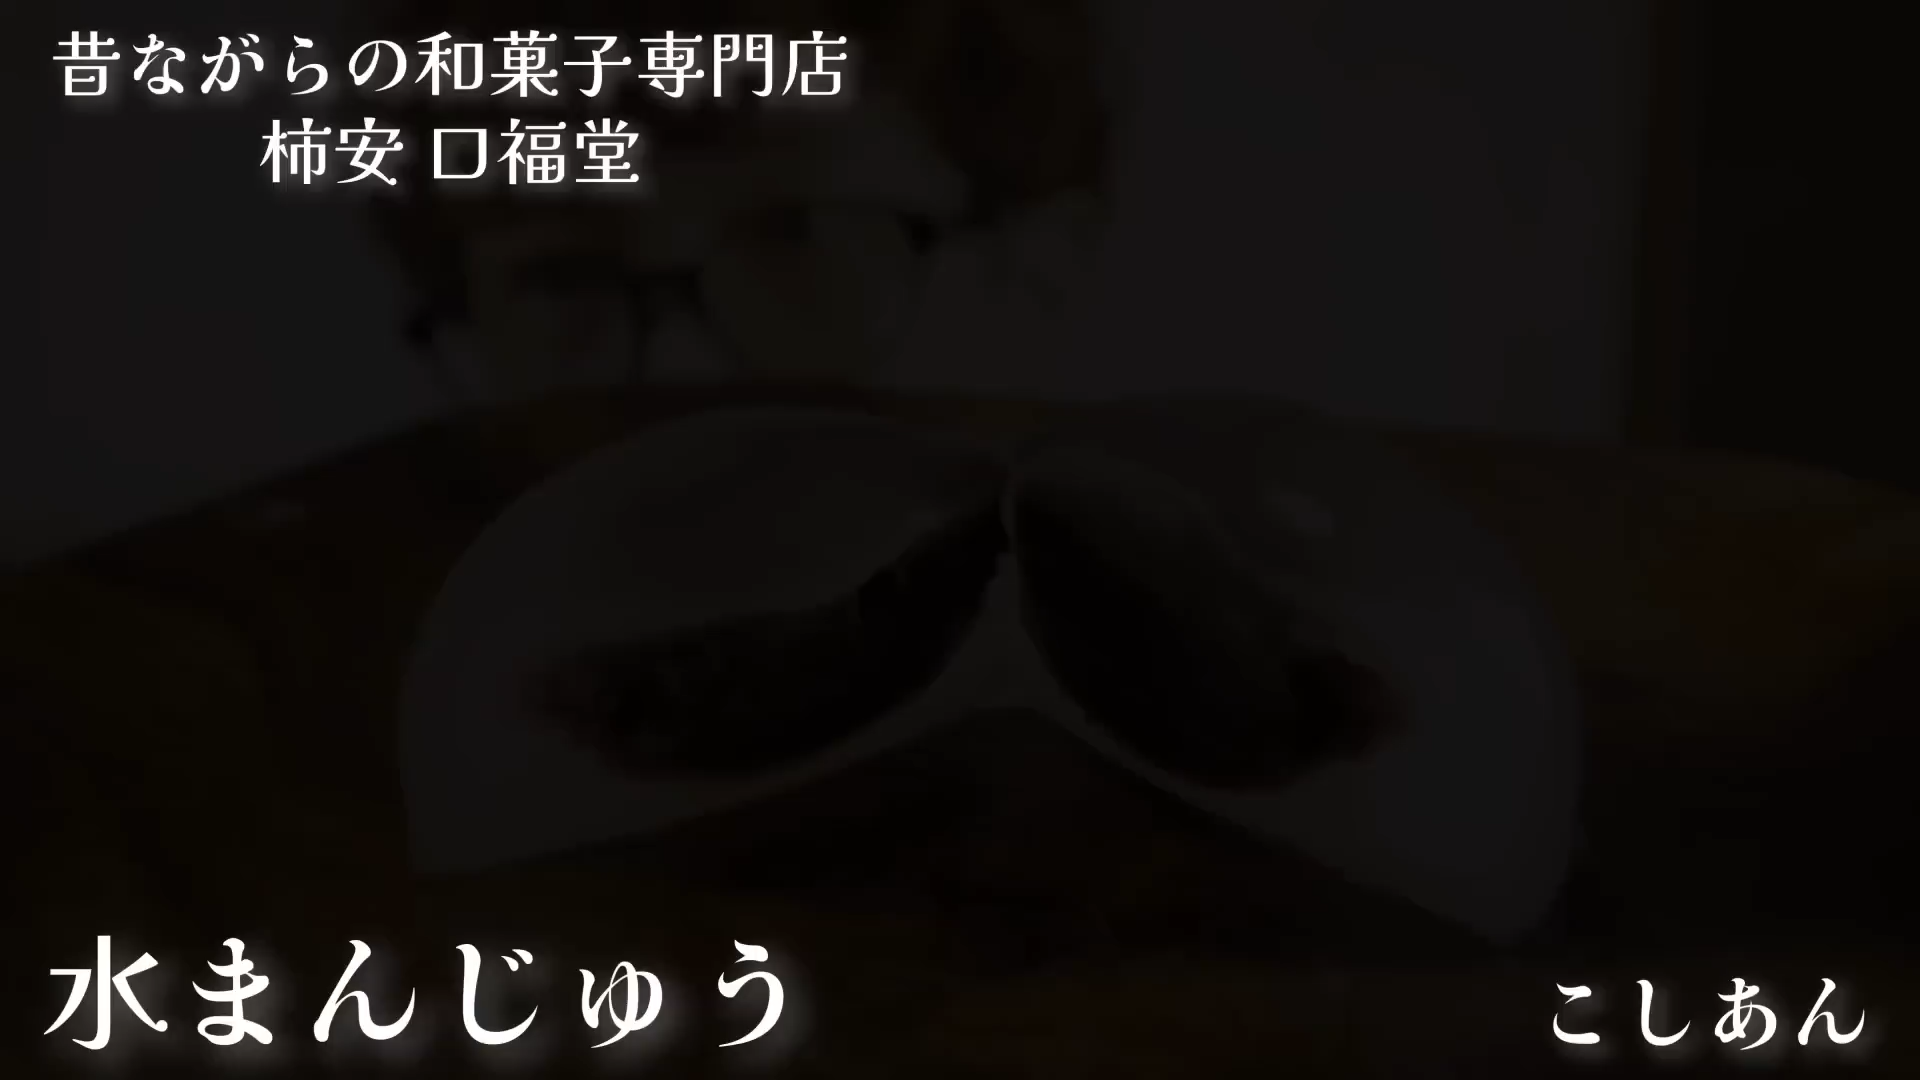 昔ながらの和菓子専門店
柿安 口福堂
水まんじゅう
こしあん